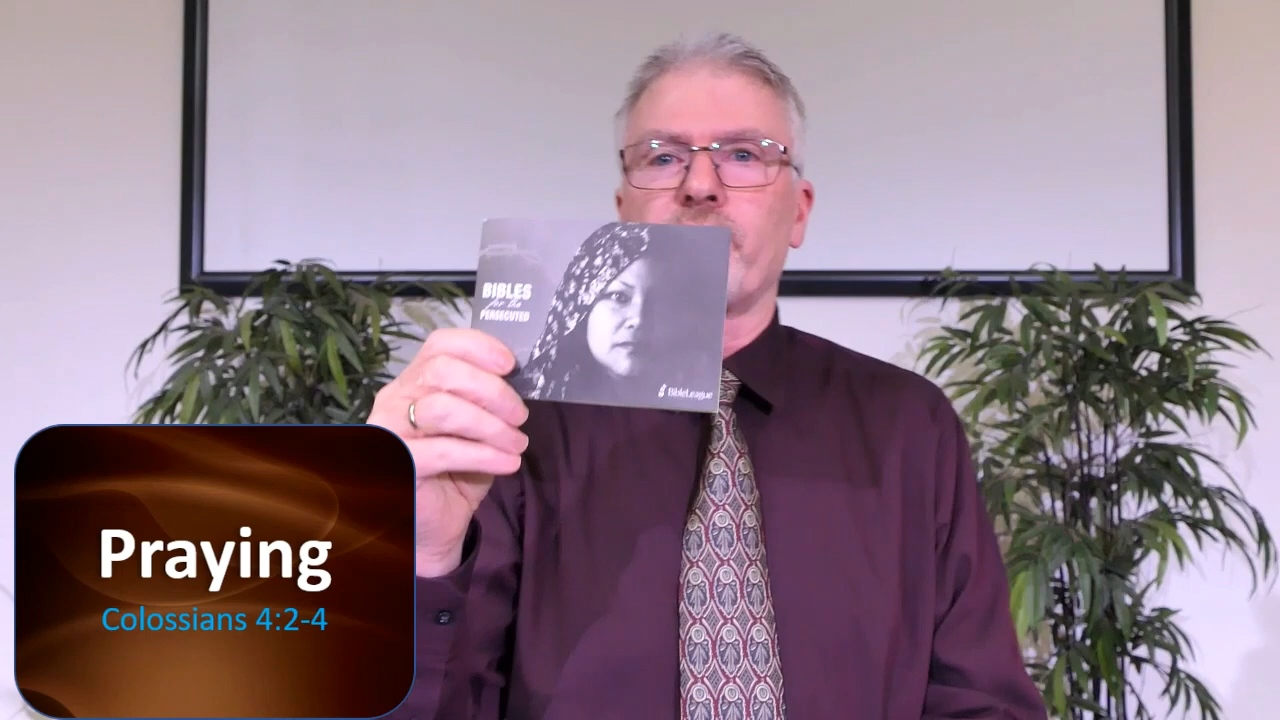 BIBLES
for the
PERSECUTED
BibleLeague
Praying
Colossians 4:2-4